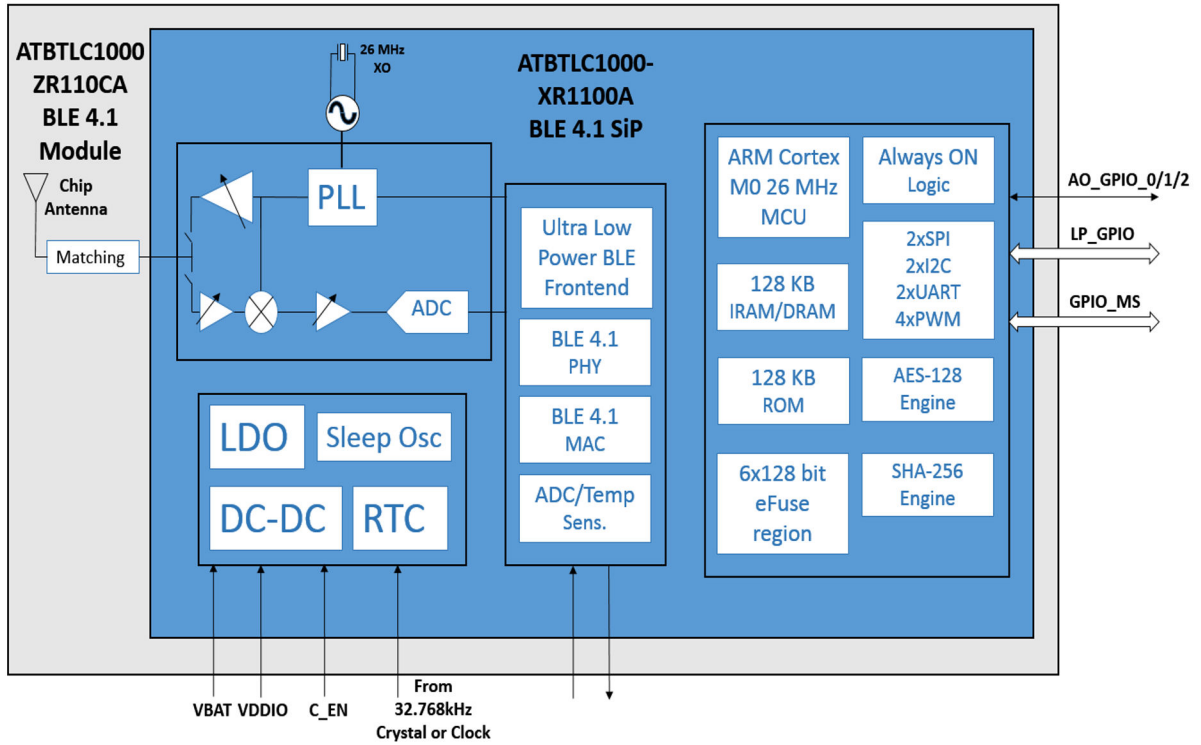 ATBTLC1000
ZR110CA
BLE 4.1
Module
Chip
Antenna
Matching
26 MHz
XO
ATBTLC1000-
XR1100A
BLE 4.1 SiP
PLL
ADC
LDO
Sleep Osc
DC-DC
RTC
Ultra Low
Power BLE
Frontend
BLE 4.1
PHY
BLE 4.1
MAC
ADC/Temp
Sens.
ARM Cortex
M0 26 MHz
MCU
128 KB
IRAM/DRAM
128 KB
ROM
6x128 bit
eFuse
region
Always ON
Logic
2xSPI
2xI2C
2xUART
4xPWM
AES-128
Engine
SHA-256
Engine
AO_GPIO_0/1/2
LP_GPIO
GPIO_MS
VBAT
VDDIO
C_EN
From
32.768kHz
Crystal or Clock